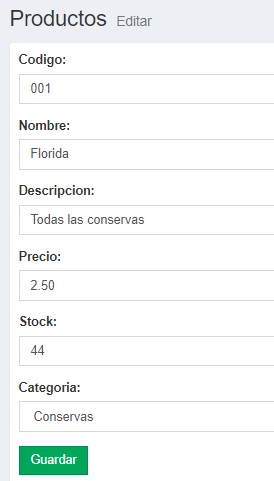 Productos Editar
Codigo:
001
Nombre:
Florida
Descripcion:
Todas las conservas
Precio:
2.50
Stock:
44
Categoria:
Conservas
Guardar